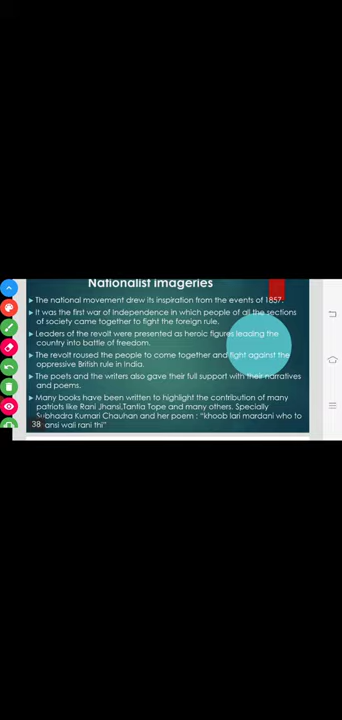 Nationalist imageries
The national movement drew its inspiration from the events of 1857.
It was the first war of Independence in which people of all the sections
of society came together to fight the foreign rule.
Leaders of the revolt were presented as heroic figures leading the
country into battle of freedom.
The revolt roused the people to come together and fight against the
oppressive British rule in India.
The poets and the writers also gave their full support with their narratives
and poems.
Many books have been written to highlight the contribution of many
patriots like Rani Jhansi,Tantia Tope and many others. Specially
Subhadra Kumari Chauhan and her poem : “khoob lari mardani who to
ansi wali rani thi”
38